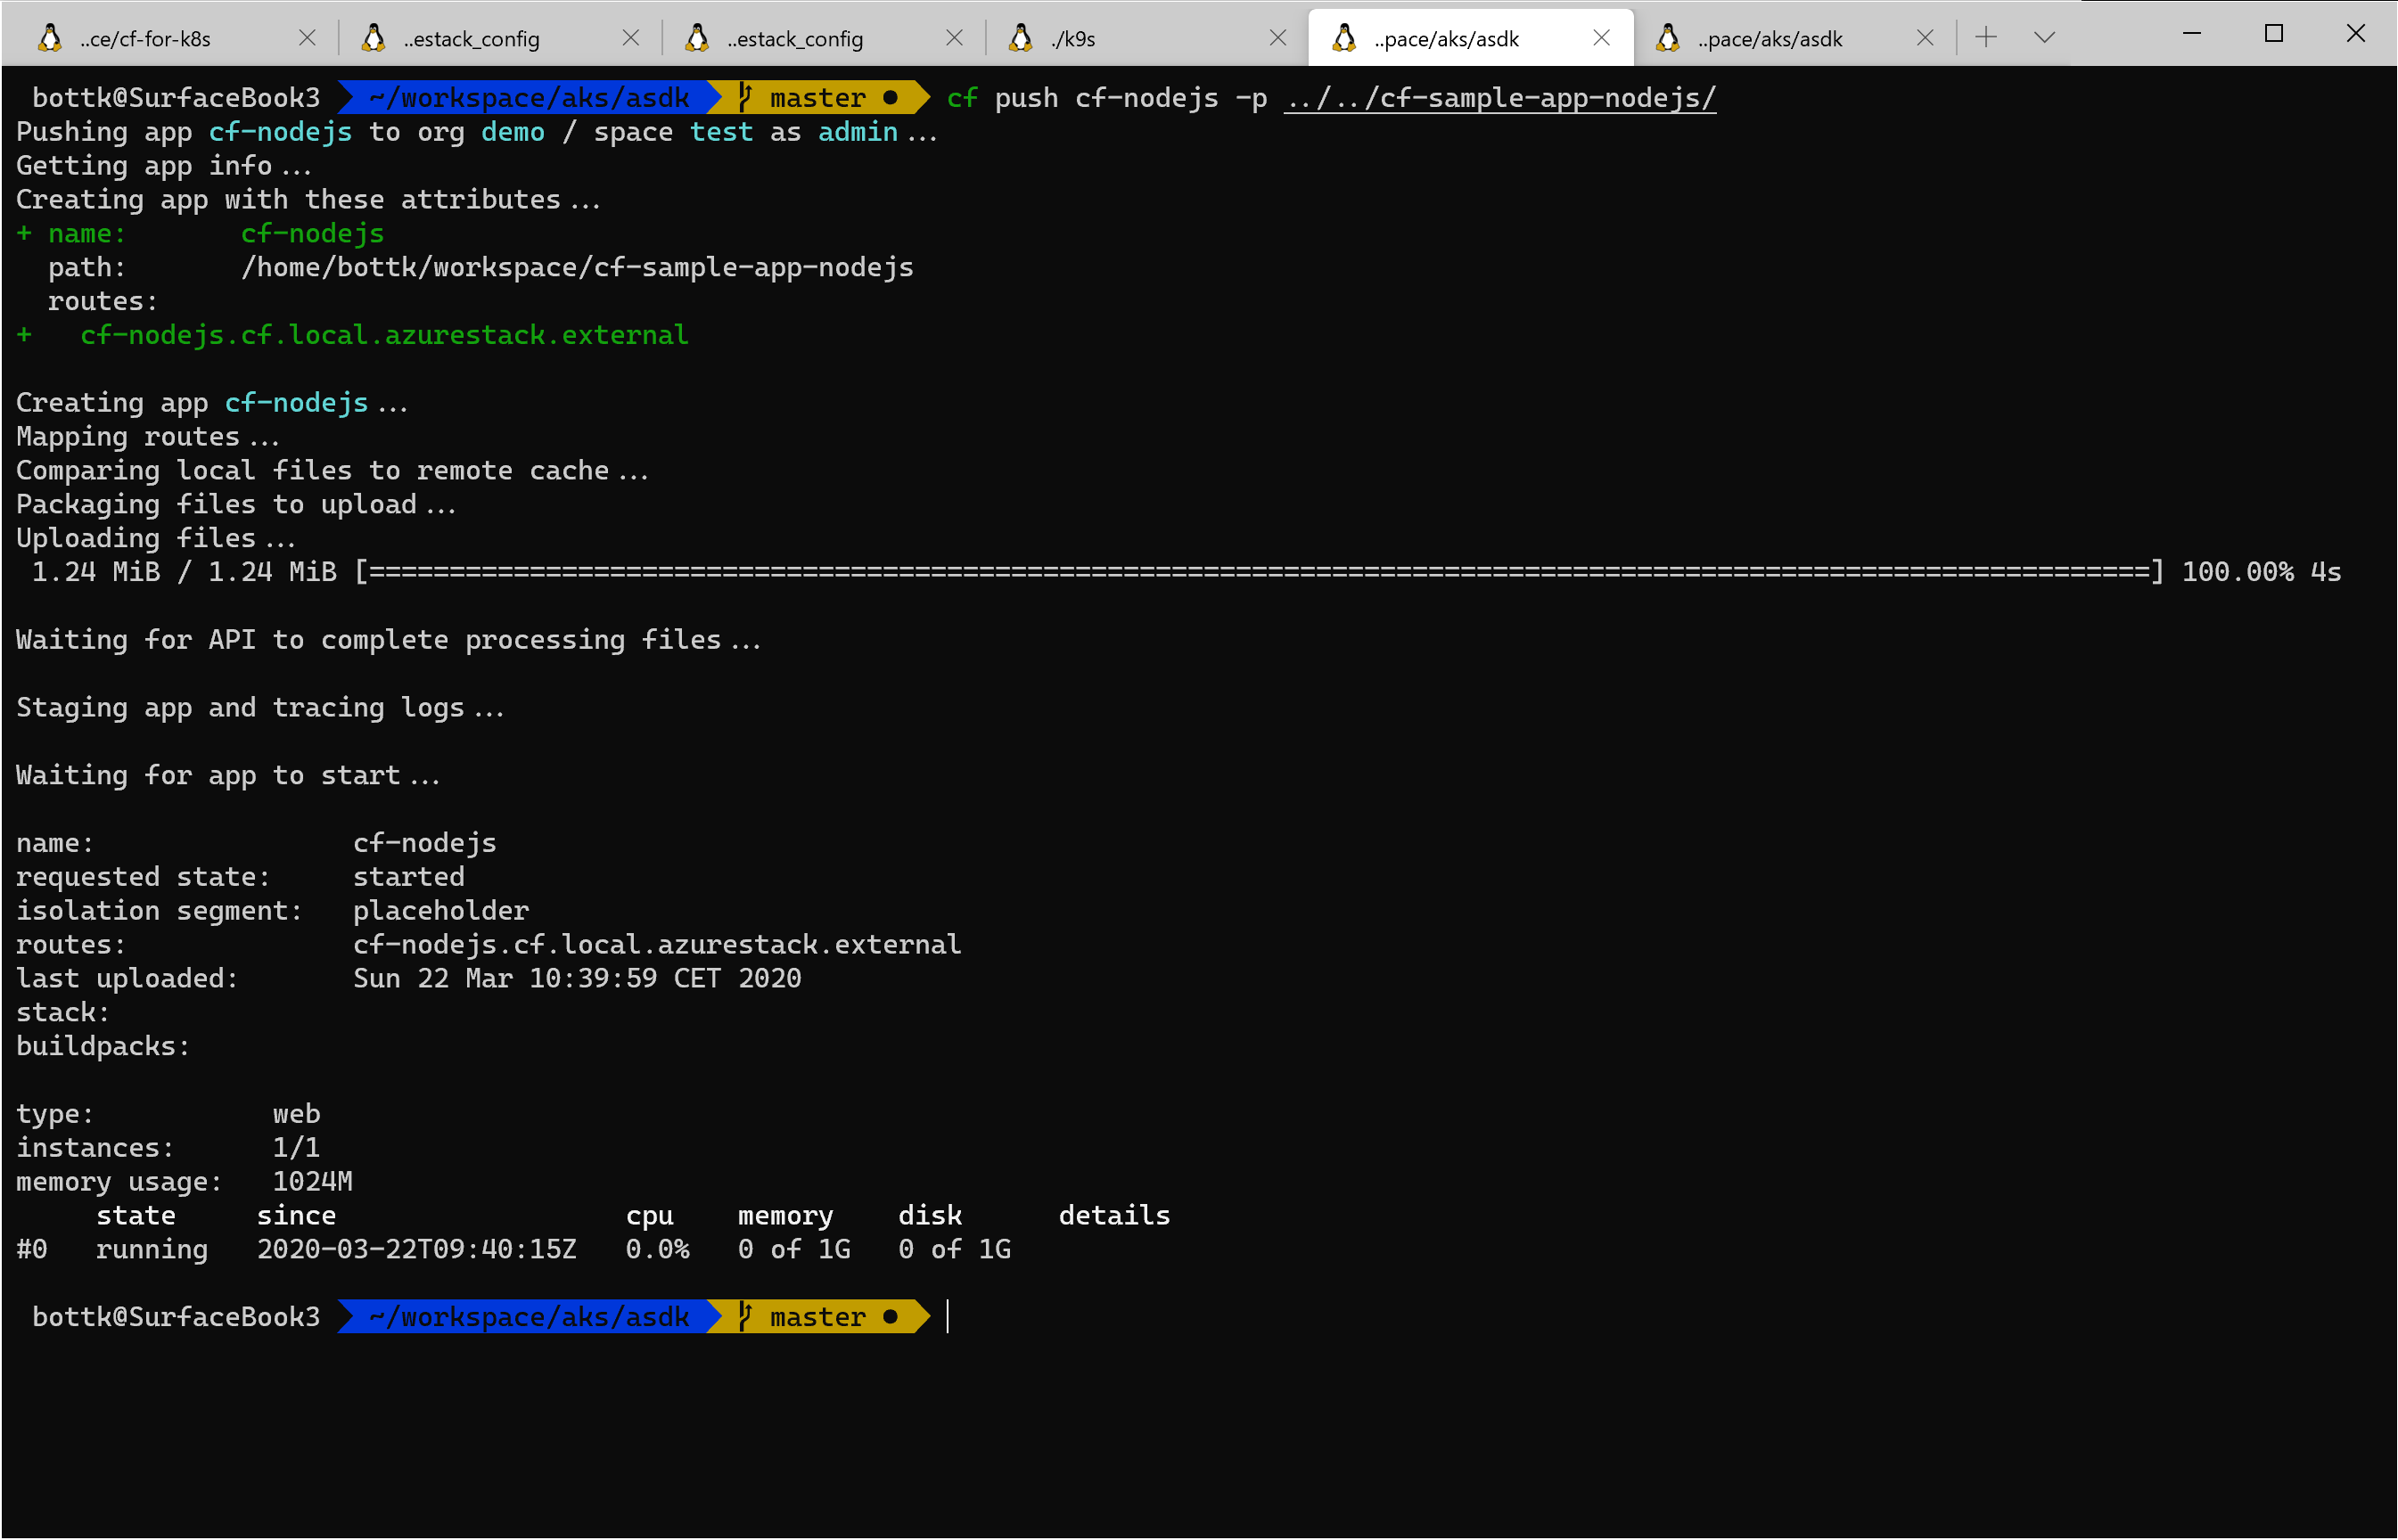 ..ce/cf-for-k8s ..estack_config ..estack_config ./k9s ..pace/aks/asdk ..pace/aks/asdk
bottk@SurfaceBook3 ~/workspace/aks/asdk master ● cf push cf-nodejs -p ../../cf-sample-app-nodejs/
Pushing app cf-nodejs to org demo / space test as admin...
Getting app info...
Creating app with these attributes...
+ name: cf-nodejs
path: /home/bottk/workspace/cf-sample-app-nodejs
routes:
+ cf-nodejs.cf.local.azurestack.external
Creating app cf-nodejs...
Mapping routes...
Comparing local files to remote cache...
Packaging files to upload...
Uploading files...
1.24 MiB / 1.24 MiB [===============================================================================================================] 100.00% 4s
Waiting for API to complete processing files...
Staging app and tracing logs...
Waiting for app to start...
name: cf-nodejs
requested state: started
isolation segment: placeholder
routes: cf-nodejs.cf.local.azurestack.external
last uploaded: Sun 22 Mar 10:39:59 CET 2020
stack:
buildpacks:
type: web
instances: 1/1
memory usage: 1024M
state since cpu memory disk details
#0 running 2020-03-22T09:40:15Z 0.0% 0 of 1G 0 of 1G
bottk@SurfaceBook3 ~/workspace/aks/asdk master ●